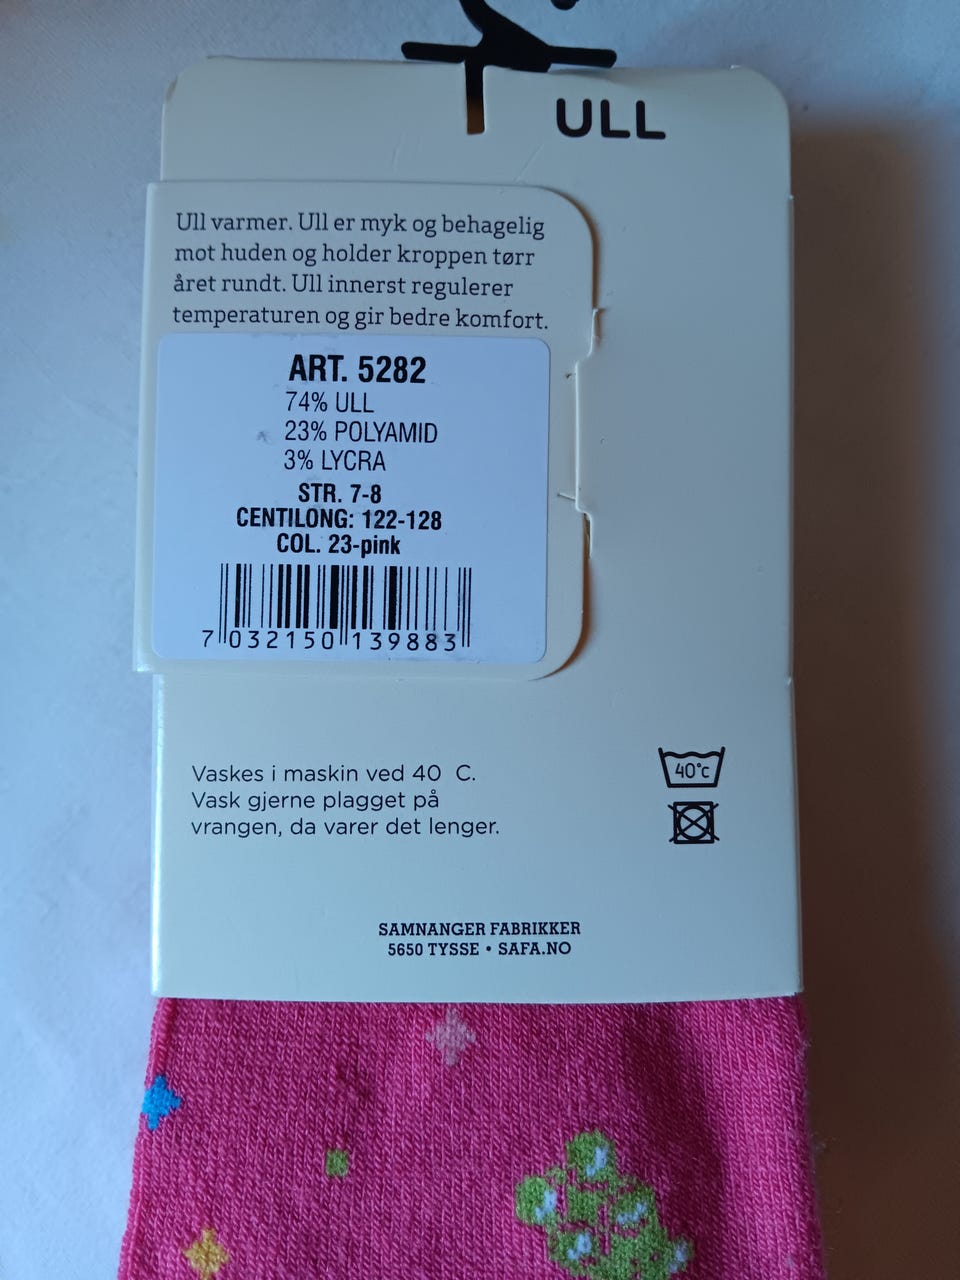 ULL
Ull varmer. Ull er myk og behagelig
mot huden og holder kroppen tørr
året rundt. Ull innerst regulerer
temperaturen og gir bedre komfort.
ART. 5282
74% ULL
23% POLYAMID
3% LYCRA
STR. 7-8
CENTILONG: 122-128
COL. 23-pink
7 032150 139883
Vaskes i maskin ved 40 C.
Vask gjerne plagget på
vrangen, da varer det lenger.
40°c
SAMNANGER FABRIKKER
5650 TYSSE • SAFA.NO